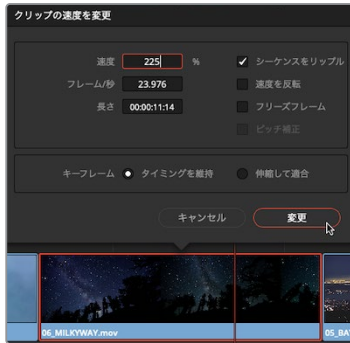 クリップの速度を変更
速度 225 % シーケンスをリップル
フレーム/秒 23.976 速度を反転
長さ 00:00:11:14 フリーズフレーム
ピッチ補正
キーフレーム タイミングを維持 伸縮して適合
キャンセル 変更
06_MILKYWAY.mov 05_BA